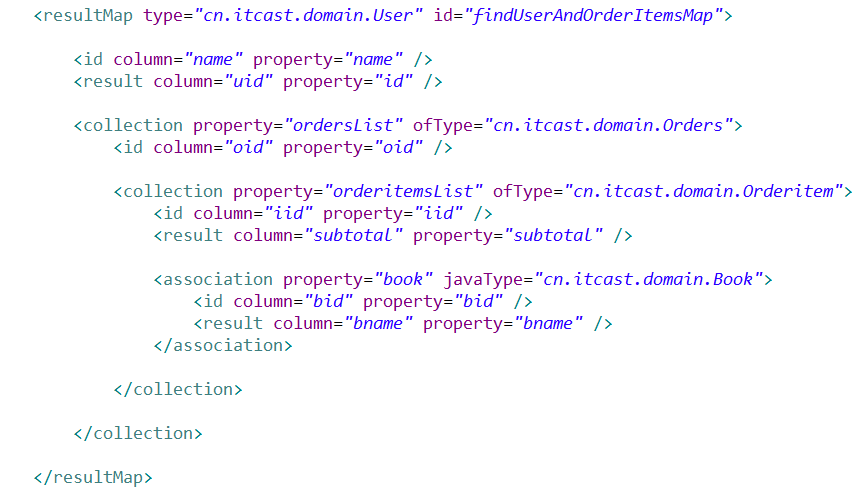 <resultMap type="cn.itcast.domain.User" id="findUserAndOrderItemsMap">
<id column="name" property="name" />
<result column="uid" property="id" />
<collection property="ordersList" ofType="cn.itcast.domain.Orders">
<id column="oid" property="oid" />
<collection property="orderitemsList" ofType="cn.itcast.domain.Orderitem">
<id column="iid" property="iid" />
<result column="subtotal" property="subtotal" />
<association property="book" javaType="cn.itcast.domain.Book">
<id column="bid" property="bid" />
<result column="bname" property="bname" />
</association>
</collection>
</collection>
</resultMap>